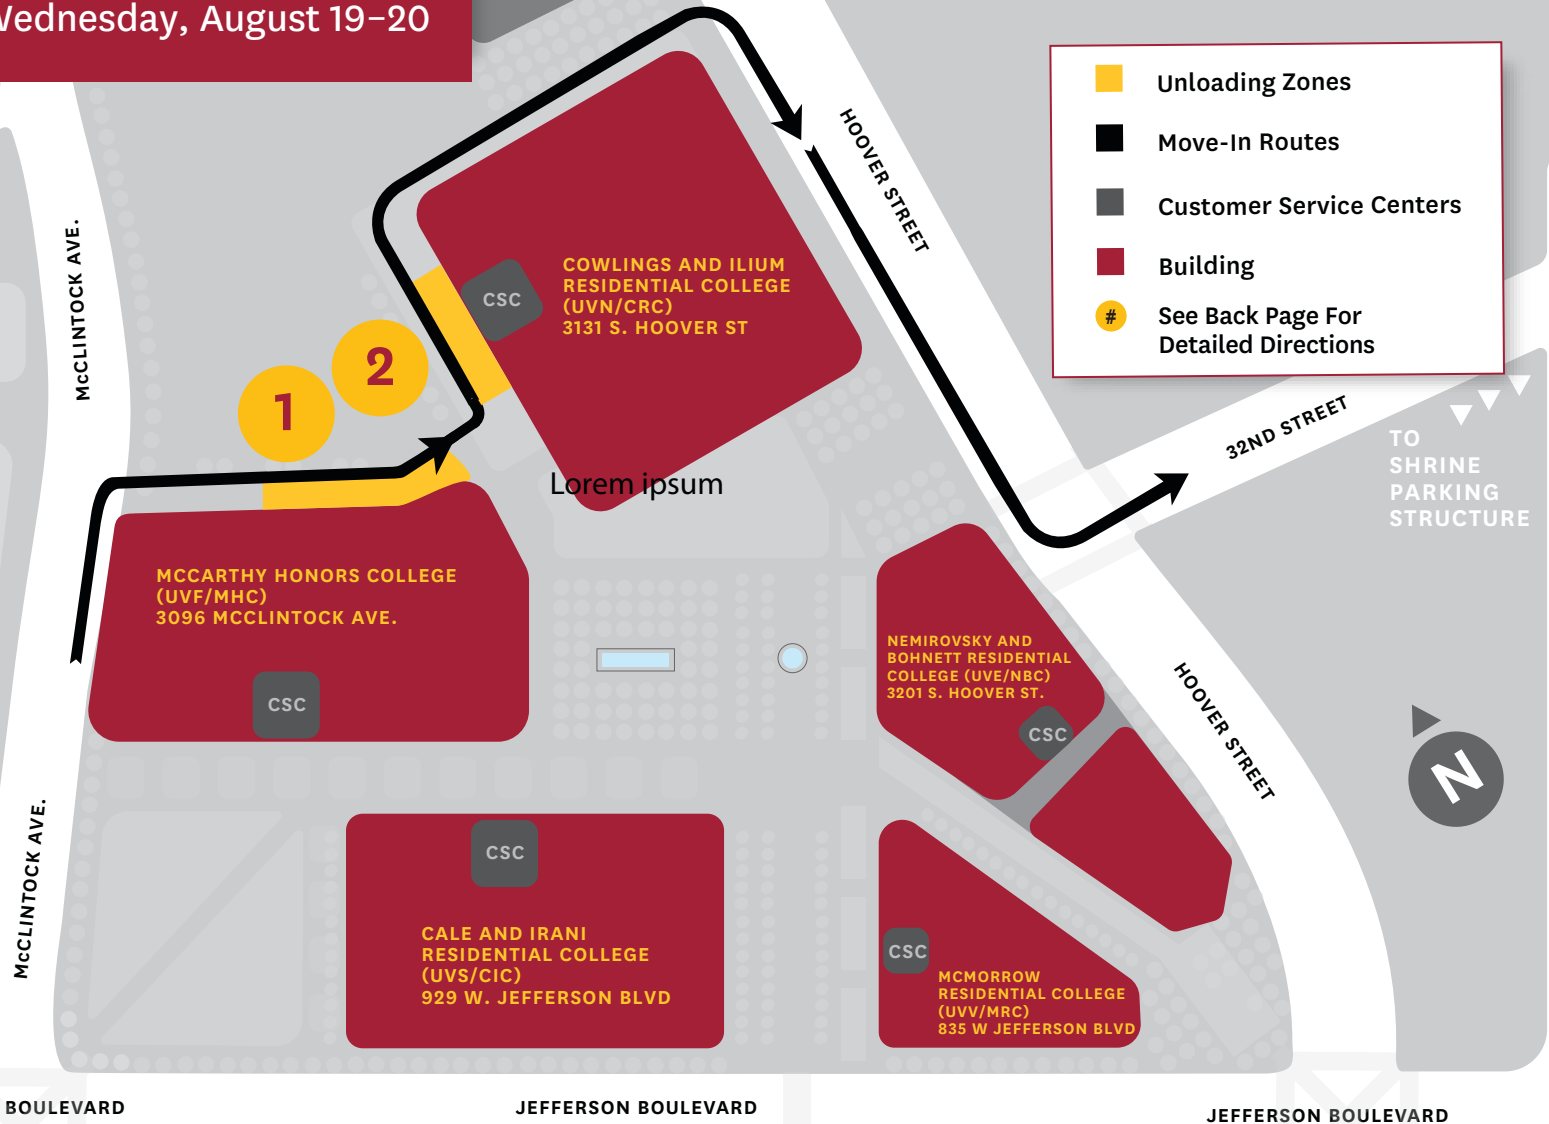 Wednesday, August 19–20
Unloading Zones
Move-In Routes
Customer Service Centers
Building
#
See Back Page For
Detailed Directions
HOOVER STREET
McCLINTOCK AVE.
COWLINGS AND ILIUM
RESIDENTIAL COLLEGE
(UVN/CRC)
3131 S. HOOVER ST
CSC
2
1
32ND STREET
TO
SHRINE
PARKING
STRUCTURE
Lorem ipsum
MCCARTHY HONORS COLLEGE
(UVF/MHC)
3096 MCCLINTOCK AVE.
CSC
NEMIROVSKY AND
BOHNETT RESIDENTIAL
COLLEGE (UVE/NBC)
3201 S. HOOVER ST.
CSC
HOOVER STREET
N
McCLINTOCK AVE.
CSC
CALE AND IRANI
RESIDENTIAL COLLEGE
(UVS/CIC)
929 W. JEFFERSON BLVD
CSC
MCMORROW
RESIDENTIAL COLLEGE
(UVV/MRC)
835 W JEFFERSON BLVD
BOULEVARD
JEFFERSON BOULEVARD
JEFFERSON BOULEVARD